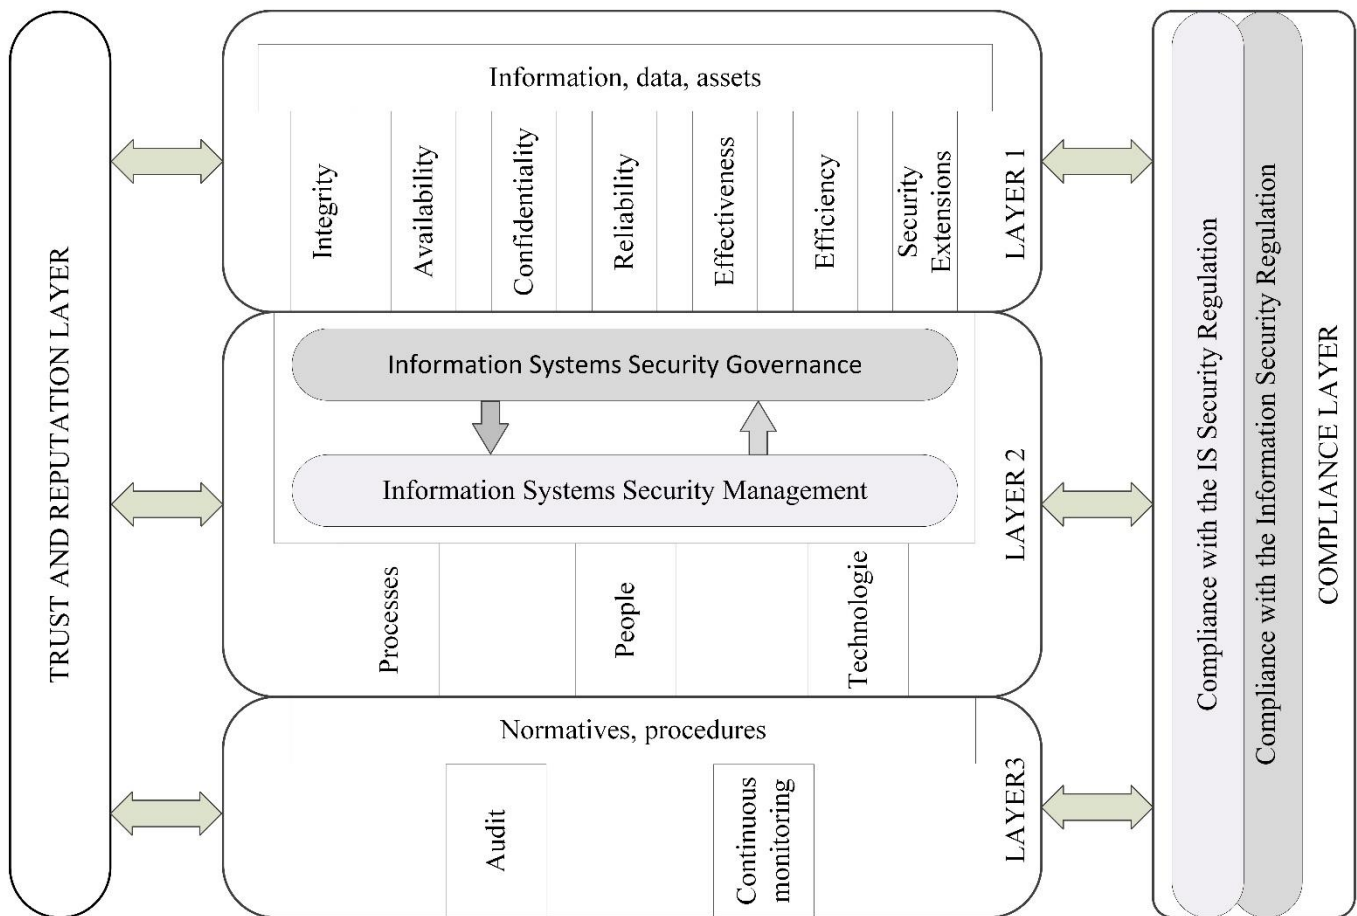 TRUST AND REPUTATION LAYER
Information, data, assets
Integrity
Availability
Confidentiality
Reliability
Effectiveness
Efficiency
Security
Extensions
LAYER 1
Information Systems Security Governance
Information Systems Security Management
Processes
People
Technologie
LAYER 2
Normatives, procedures
Audit
Continuous
monitoring
LAYER3
Compliance with the IS Security Regulation
Compliance with the Information Security Regulation
COMPLIANCE LAYER